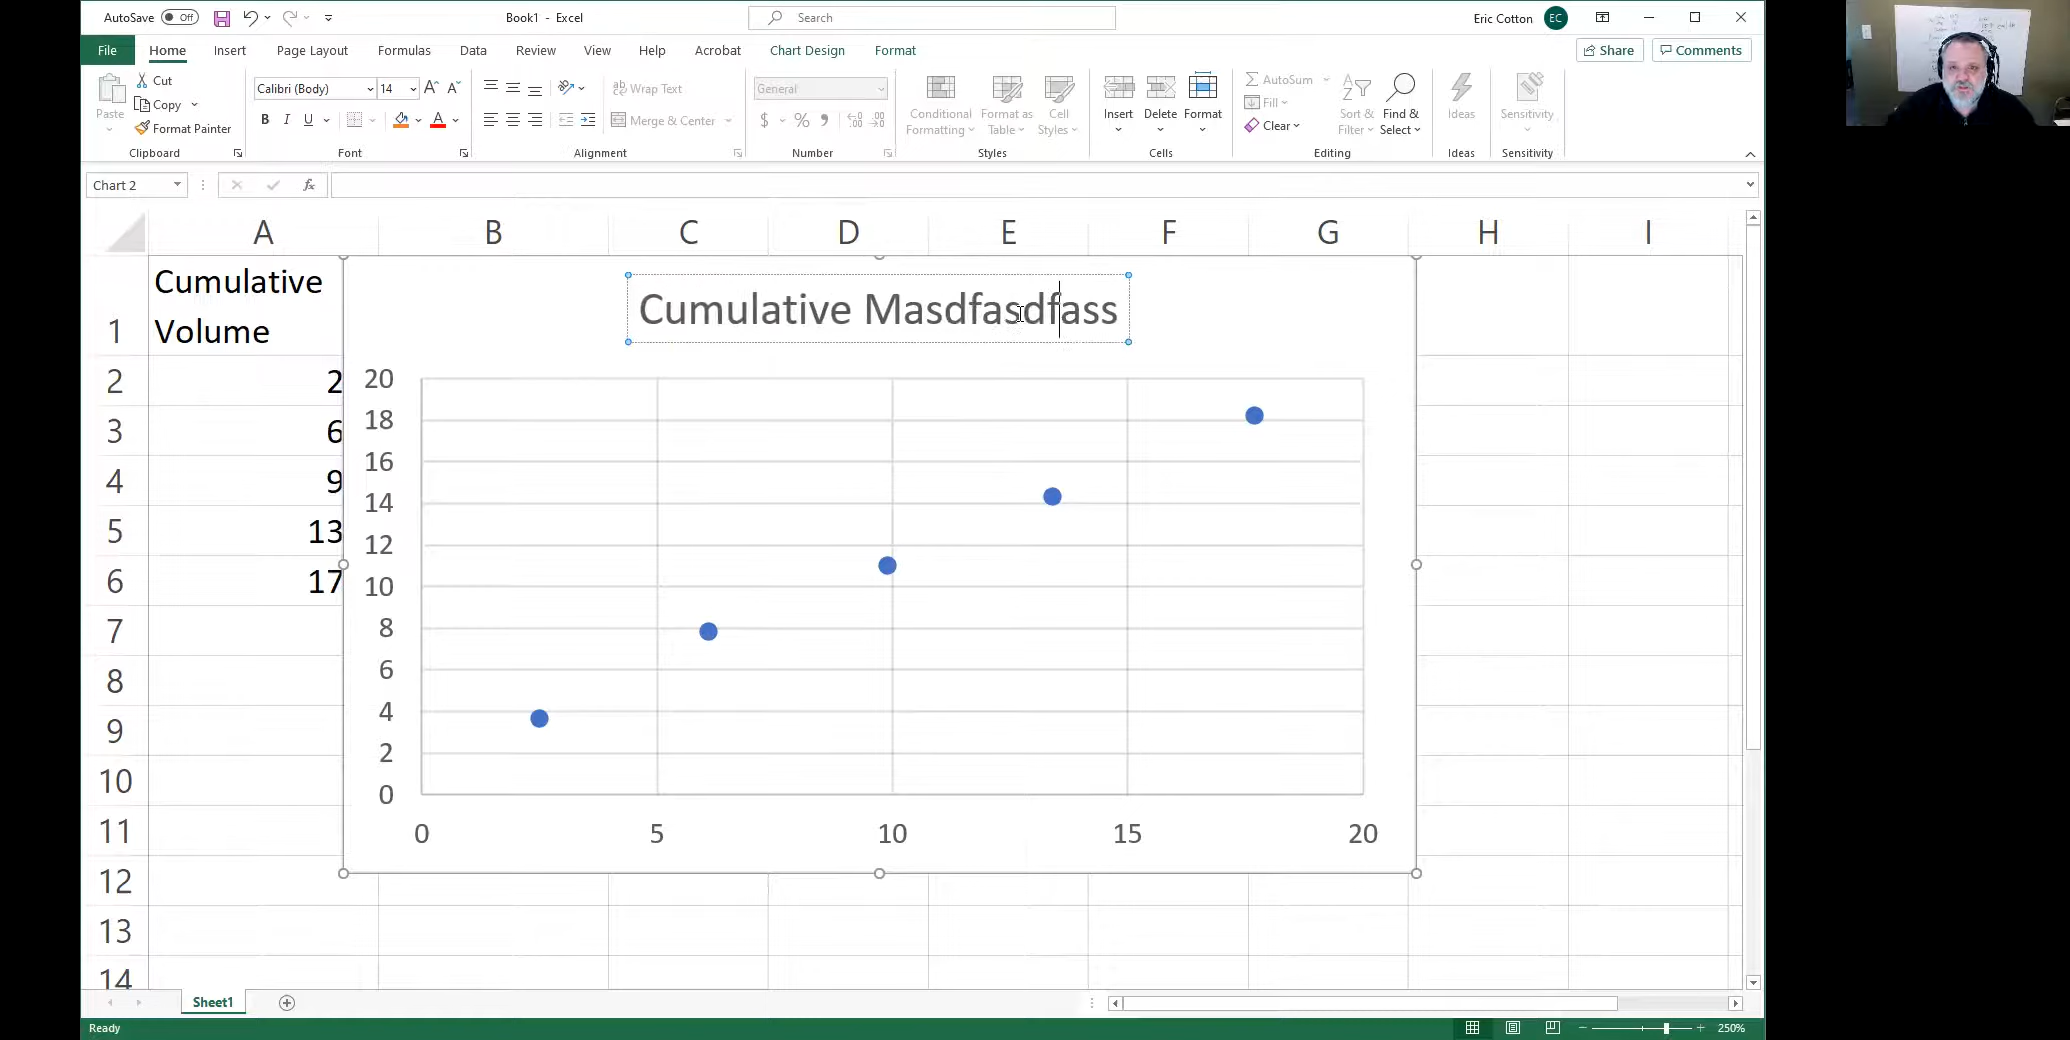 AutoSave Off Book1 - Excel Search Eric Cotton EC
File Home Insert Page Layout Formulas Data Review View Help Acrobat Chart Design Format Share Comments
Paste
Cut
Copy
Format Painter
Clipboard
Calibri (Body) 14 A A
B I U A
Font
ab Wrap Text
Merge & Center
Alignment
General
$ % ,
Number
Conditional Formatting
Format as Table
Cell Styles
Styles
Insert Delete Format
Cells
AutoSum
Fill
Clear
Sort & Filter
Find & Select
Editing
Ideas
Ideas
Sensitivity
Sensitivity
Chart 2 fx
A B C D E F G H I
1 Cumulative
Volume
2 2
3 6
4 9
5 13
6 17
7
8
9
10
11
12
13
14
Cumulative Masdfasdfass
20
18
16
14
12
10
8
6
4
2
0
0 5 10 15 20
Sheet1
Ready 250%